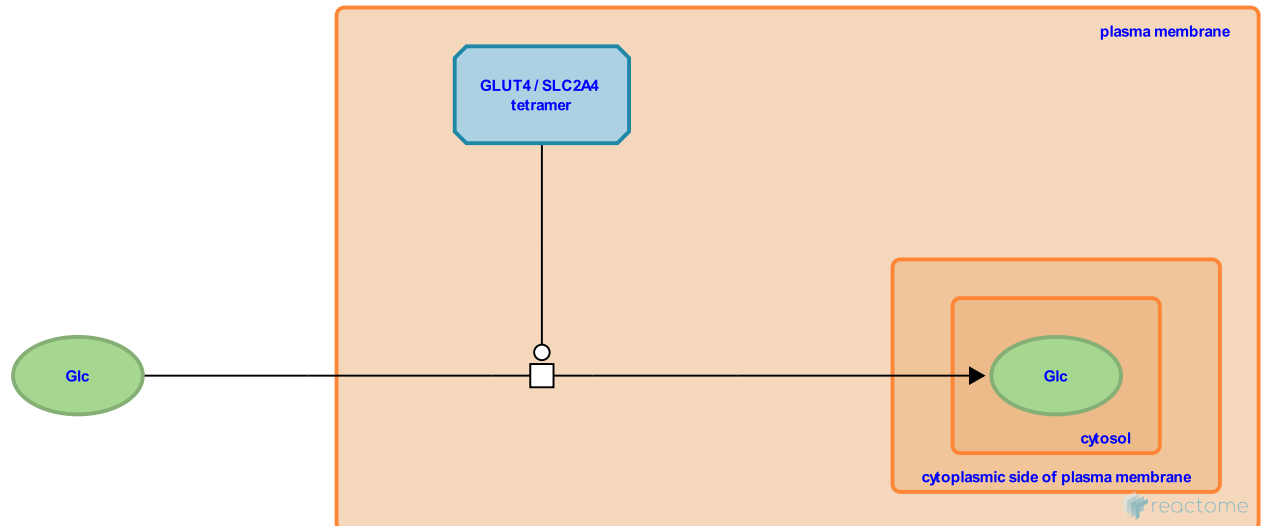 plasma membrane
GLUT4 / SLC2A4
tetramer
Glc
Glc
cytosol
cytoplasmic side of plasma membrane
reactome